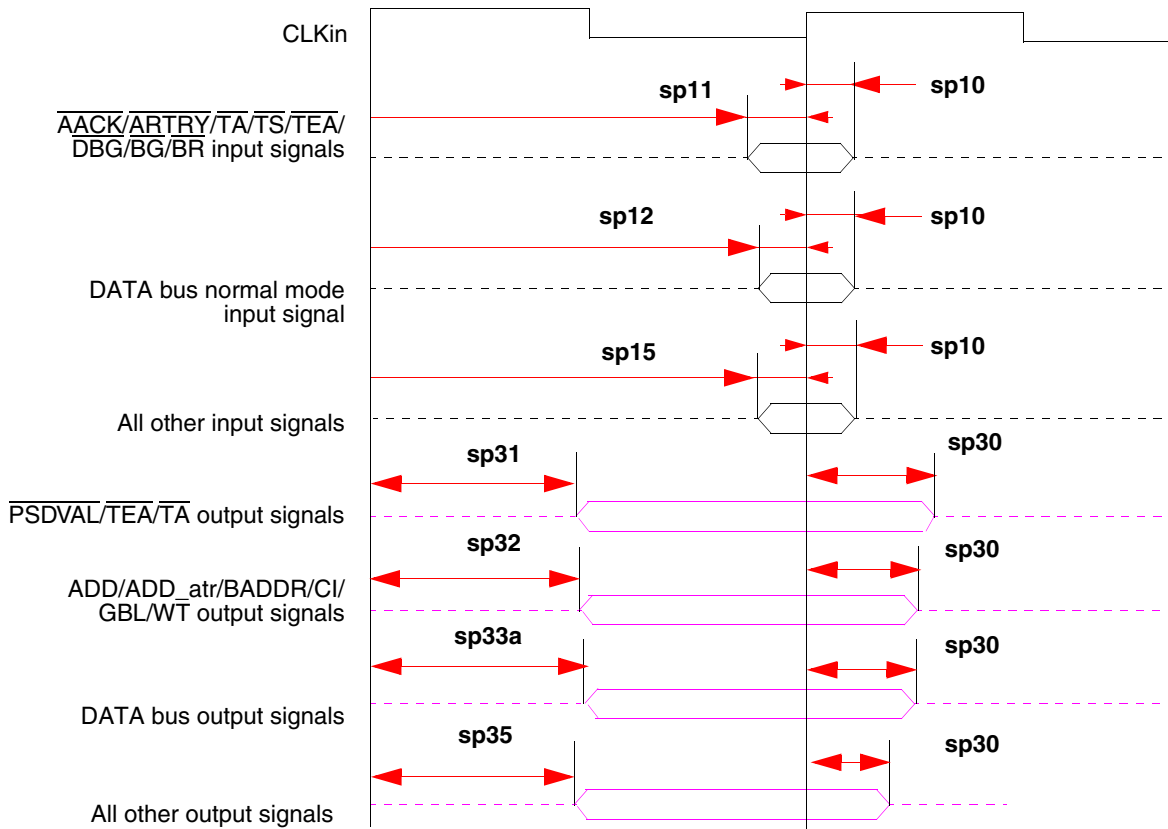 CLKin
sp11
sp10
AACK/ARTRY/TA/TS/TEA/
DBG/BG/BR input signals
sp12
sp10
DATA bus normal mode
input signal
sp15
sp10
All other input signals
sp31
sp30
PSDVAL/TEA/TA output signals
sp32
sp30
ADD/ADD_atr/BADDR/CI/
GBL/WT output signals
sp33a
sp30
DATA bus output signals
sp35
sp30
All other output signals